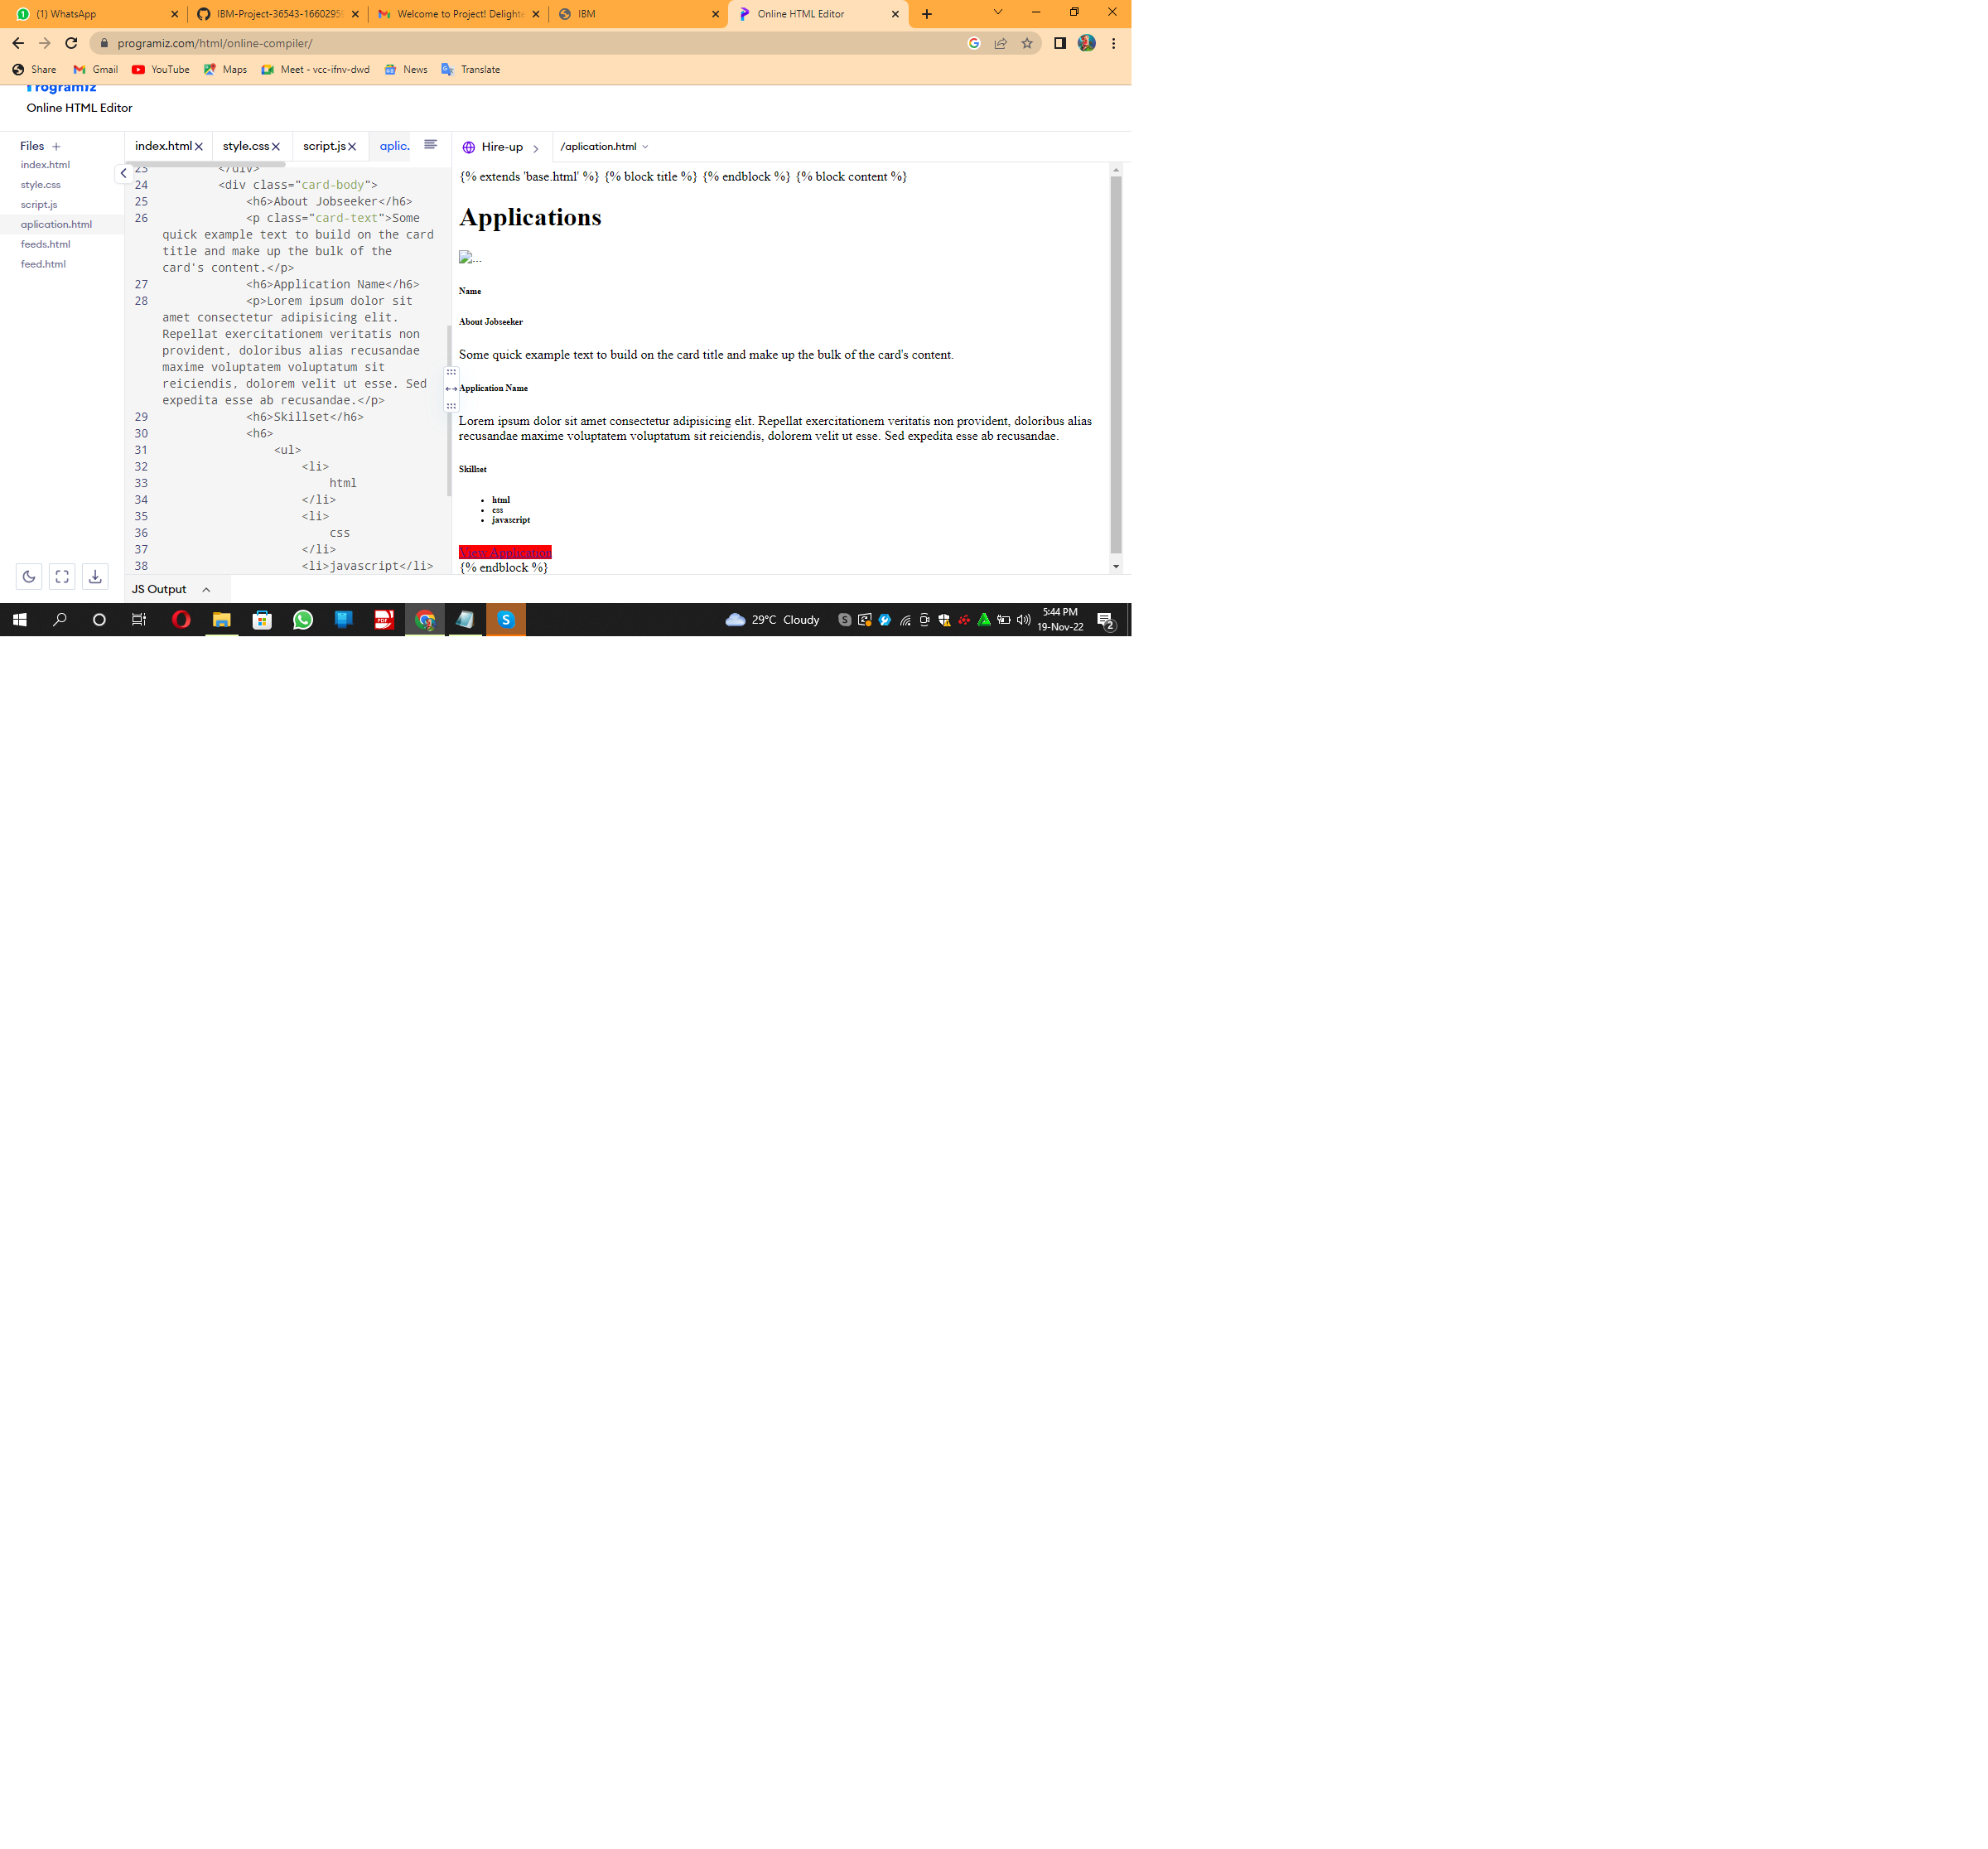 (1) WhatsApp
IBM-Project-36543-1660295
Welcome to Project! Delight
IBM
Online HTML Editor
programiz.com/html/online-compiler/
Share
Gmail
YouTube
Maps
Meet - vcc-ifnv-dwd
News
Translate
Programiz
Online HTML Editor
Files +
index.html
style.css
script.js
aplication.html
feeds.html
feed.html
index.html
style.css
script.js
aplic.
Hire-up
/aplication.html
23 </div>
24 <div class="card-body">
25 <h6>About Jobseeker</h6>
26 <p class="card-text">Some
quick example text to build on the card
title and make up the bulk of the
card's content.</p>
27 <h6>Application Name</h6>
28 <p>Lorem ipsum dolor sit
amet consectetur adipisicing elit.
Repellat exercitationem veritatis non
provident, doloribus alias recusandae
maxime voluptatem voluptatum sit
reiciendis, dolorem velit ut esse. Sed
expedita esse ab recusandae.</p>
29 <h6>Skillset</h6>
30 <h6>
31 <ul>
32 <li>
33 html
34 </li>
35 <li>
36 css
37 </li>
38 <li>javascript</li>
{% extends 'base.html' %} {% block title %} {% endblock %} {% block content %}
Applications
...
Name
About Jobseeker
Some quick example text to build on the card title and make up the bulk of the card's content.
Application Name
Lorem ipsum dolor sit amet consectetur adipisicing elit. Repellat exercitationem veritatis non provident, doloribus alias
recusandae maxime voluptatem voluptatum sit reiciendis, dolorem velit ut esse. Sed expedita esse ab recusandae.
Skillset
• html
• css
• javascript
View Application
{% endblock %}
JS Output
29°C Cloudy
5:44 PM
19-Nov-22
2